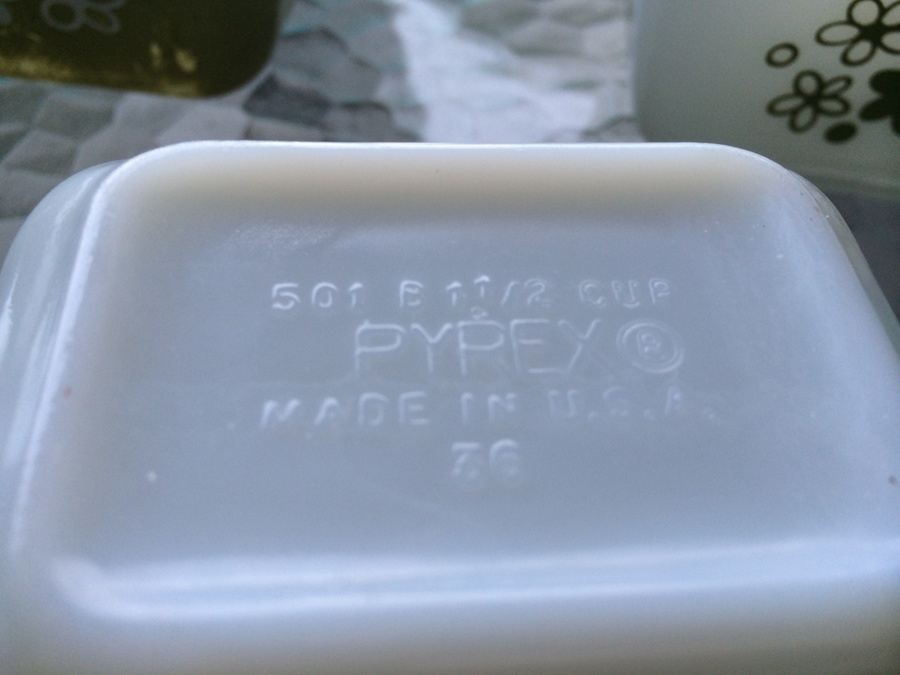 501 B 1 1/2 CUP
PYREX ®
MADE IN U.S.A.
36